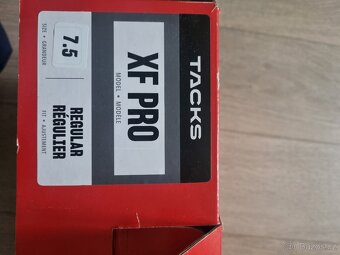 TACKS
XF PRO
MODEL • MODÈLE
7.5
SIZE • GRANDEUR
REGULAR
RÉGULIER
FIT • AJUSTEMENT